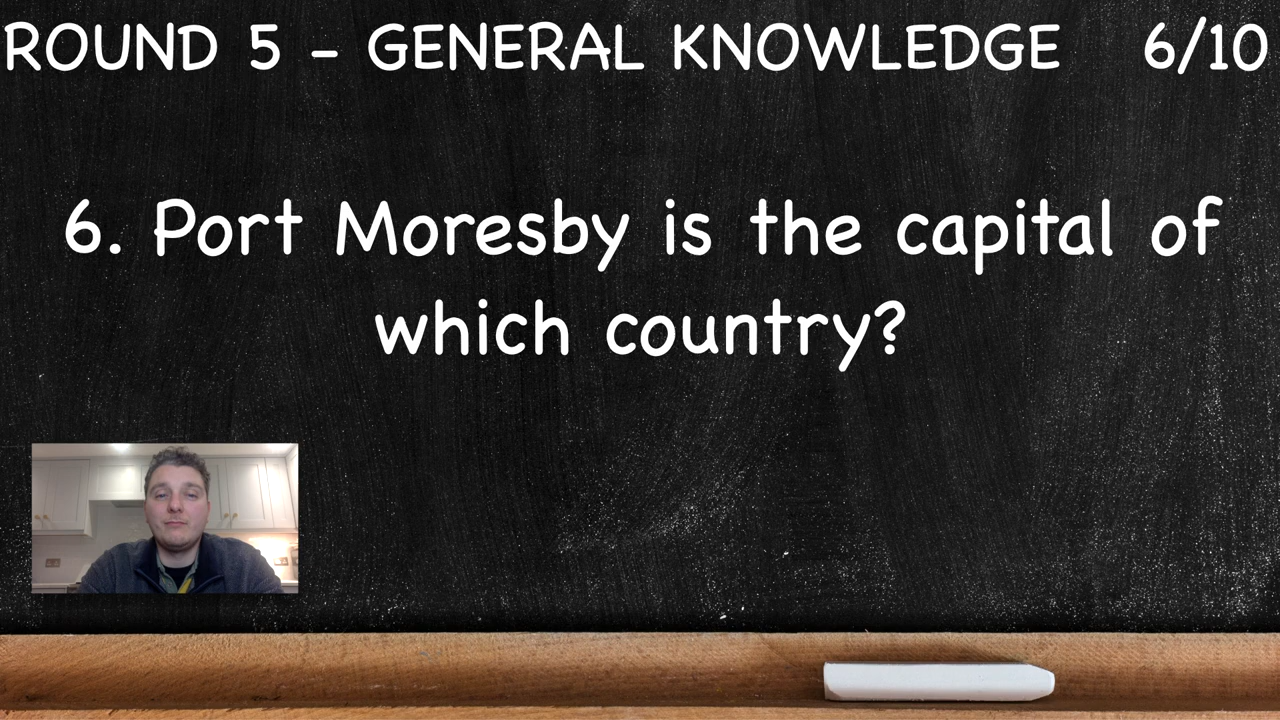 ROUND 5 - GENERAL KNOWLEDGE 6/10
6. Port Moresby is the capital of
which country?